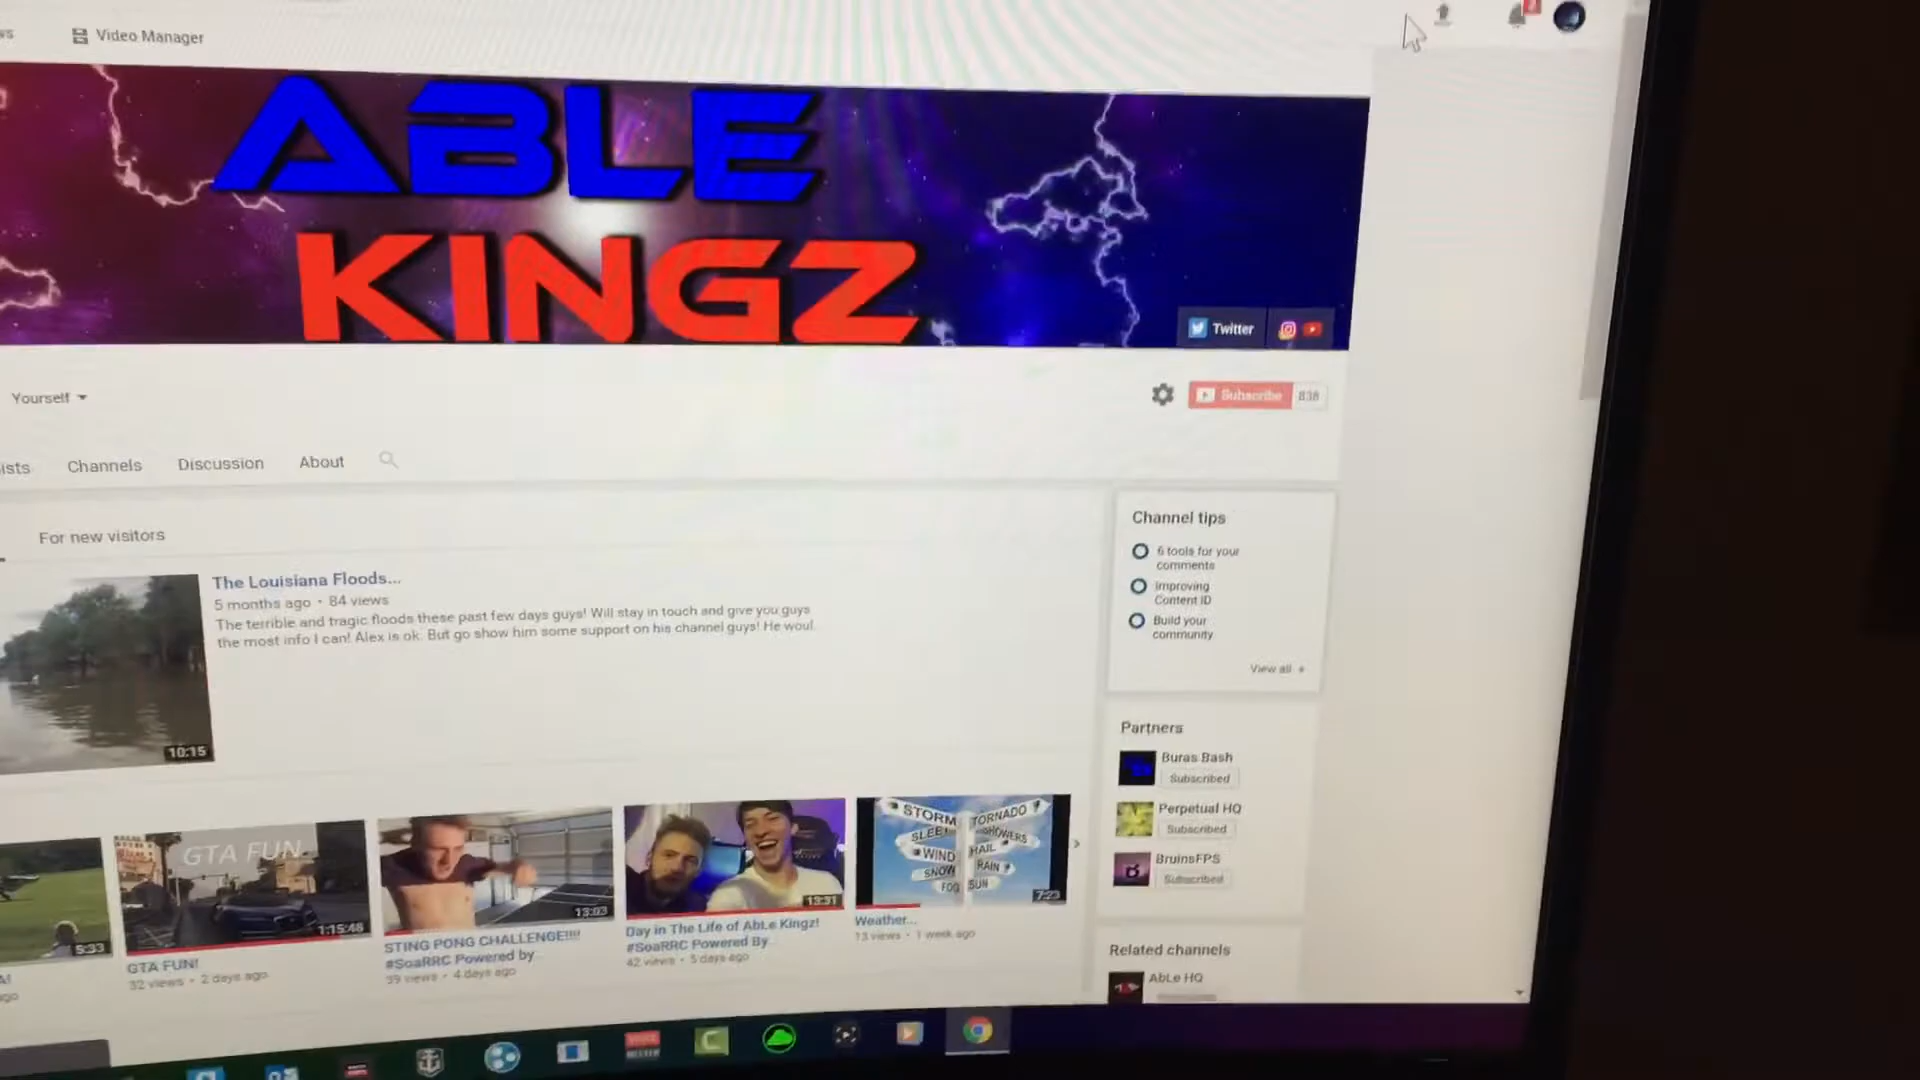 Video Manager
ABLE
KINGZ
Twitter
Yourself
Subscribe 838
ists Channels Discussion About
For new visitors
The Louisiana Floods...
5 months ago • 84 views
The terrible and tragic floods these past few days guys! Will stay in touch and give you guys
the most info I can! Alex is ok. But go show him some support on his channel guys! He woul
10:15
Channel tips
6 tools for your
comments
Improving
Content ID
Build your
community
View all
Partners
Buras Bash
Subscribed
Perpetual HQ
Subscribed
BruinsFPS
Subscribed
Related channels
AbLe HQ
5:33
ago
GTA FUN
1:15:48
GTA FUN!
32 views • 2 days ago
13:03
STING PONG CHALLENGE!!!!
#SoaRRC Powered by
39 views • 4 days ago
13:31
Day in The Life of AbLe Kingz!
#SoaRRC Powered By
42 views • 5 days ago
STORM TORNADO
SLEET SHOWERS
WIND HAIL
SNOW RAIN
FOG SUN
7:23
Weather...
13 views • 1 week ago